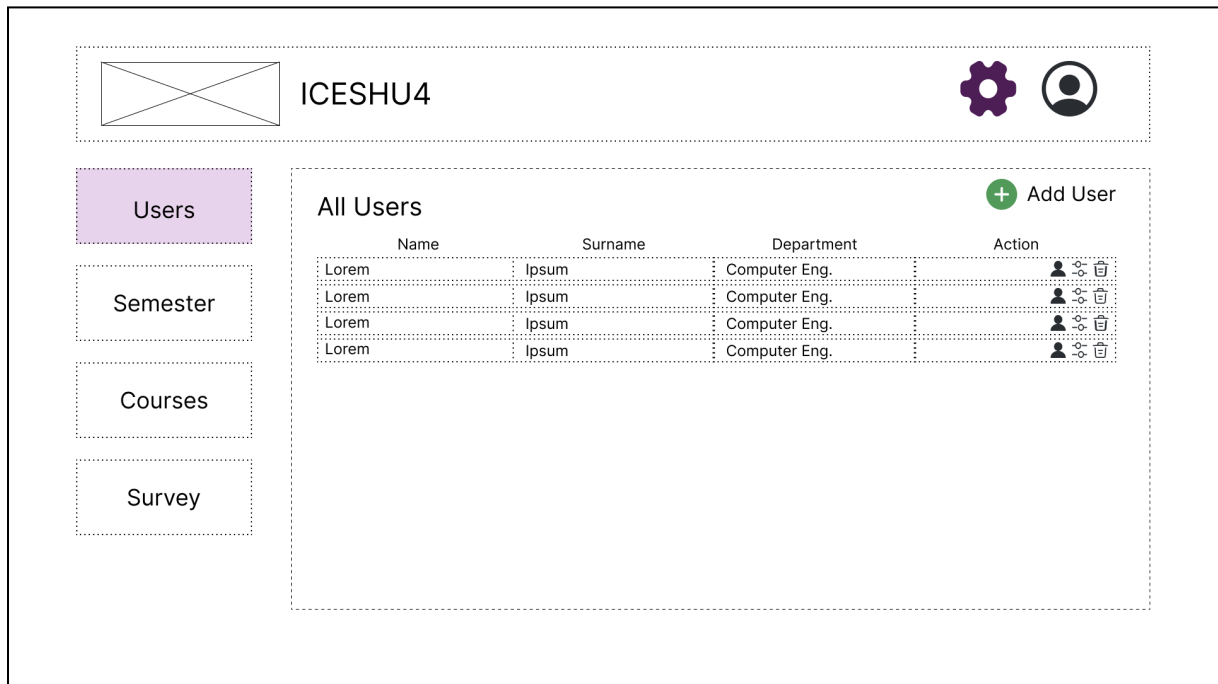 ICESHU4
Users
Semester
Courses
Survey
All Users
Add User
Name Surname Department Action
Lorem Ipsum Computer Eng.
Lorem Ipsum Computer Eng.
Lorem Ipsum Computer Eng.
Lorem Ipsum Computer Eng.